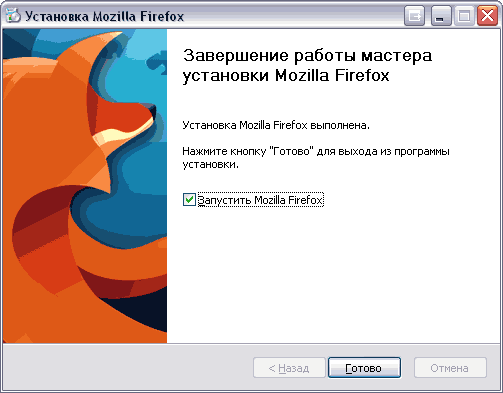 Установка Mozilla Firefox
Завершение работы мастера
установки Mozilla Firefox
Установка Mozilla Firefox выполнена.
Нажмите кнопку "Готово" для выхода из программы
установки.
Запустить Mozilla Firefox
< Назад
Готово
Отмена